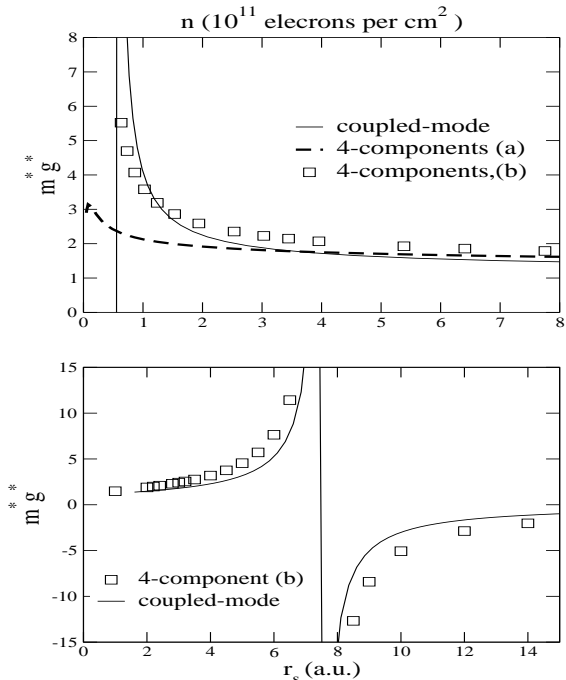 n (10^11 elecrons per cm^2 )
8
7
6
5
4
3
2
1
0
m* g*
coupled-mode
4-components (a)
4-components,(b)
0 1 2 3 4 5 6 7 8
15
10
5
0
-5
-10
-15
m* g*
4-component (b)
coupled-mode
0 2 4 6 8 10 12 14
r_s (a.u.)